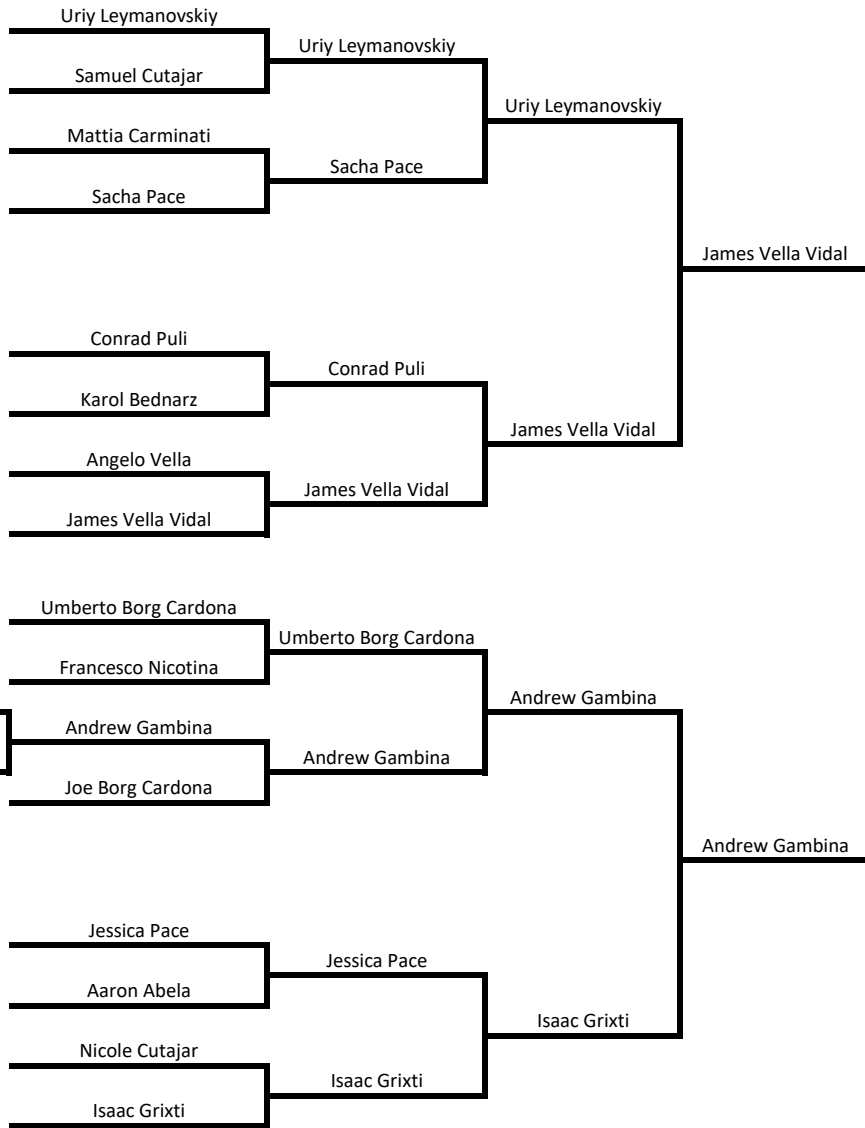 Uriy Leymanovskiy
Uriy Leymanovskiy
Samuel Cutajar
Uriy Leymanovskiy
Mattia Carminati
Sacha Pace
Sacha Pace
James Vella Vidal
Conrad Puli
Conrad Puli
Karol Bednarz
James Vella Vidal
Angelo Vella
James Vella Vidal
James Vella Vidal
Umberto Borg Cardona
Umberto Borg Cardona
Francesco Nicotina
Andrew Gambina
Andrew Gambina
Andrew Gambina
Joe Borg Cardona
Andrew Gambina
Jessica Pace
Jessica Pace
Aaron Abela
Isaac Grixti
Nicole Cutajar
Isaac Grixti
Isaac Grixti